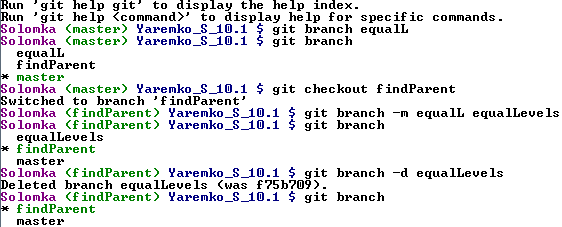 Run 'git help git' to display the help index.
Run 'git help <command>' to display help for specific commands.
Solomka (master) Yaremko_S_10.1 $ git branch equalL
Solomka (master) Yaremko_S_10.1 $ git branch
  equalL
  findParent
* master
Solomka (master) Yaremko_S_10.1 $ git checkout findParent
Switched to branch 'findParent'
Solomka (findParent) Yaremko_S_10.1 $ git branch -m equalL equalLevels
Solomka (findParent) Yaremko_S_10.1 $ git branch
  equalLevels
* findParent
  master
Solomka (findParent) Yaremko_S_10.1 $ git branch -d equalLevels
Deleted branch equalLevels (was f75b709).
Solomka (findParent) Yaremko_S_10.1 $ git branch
* findParent
  master